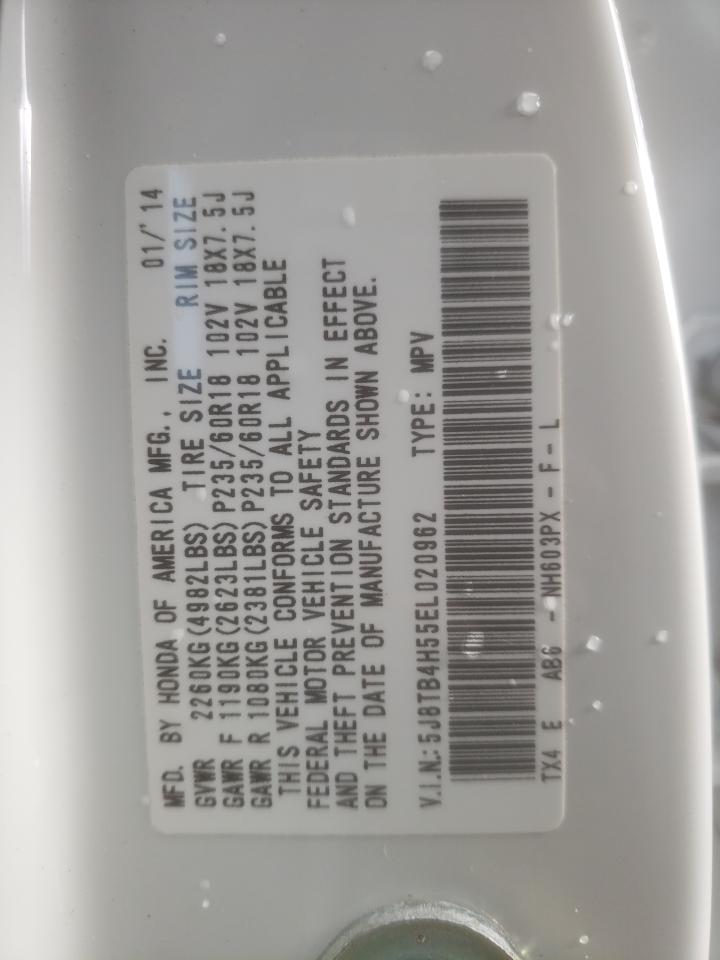 MFD. BY HONDA OF AMERICA MFG., INC. 01/'14
GVWR 2260KG(4982LBS) TIRE SIZE RIM SIZE
GAWR F 1190KG(2623LBS)P235/60R18 102V 18X7.5J
GAWR R 1080KG(2381LBS)P235/60R18 102V 18X7.5J
THIS VEHICLE CONFORMS TO ALL APPLICABLE
FEDERAL MOTOR VEHICLE SAFETY
AND THEFT PREVENTION STANDARDS IN EFFECT
ON THE DATE OF MANUFACTURE SHOWN ABOVE.
V.I.N.:5J8TB4H55EL020962 TYPE: MPV
TX4 E AB6 - NH603PX - F - L